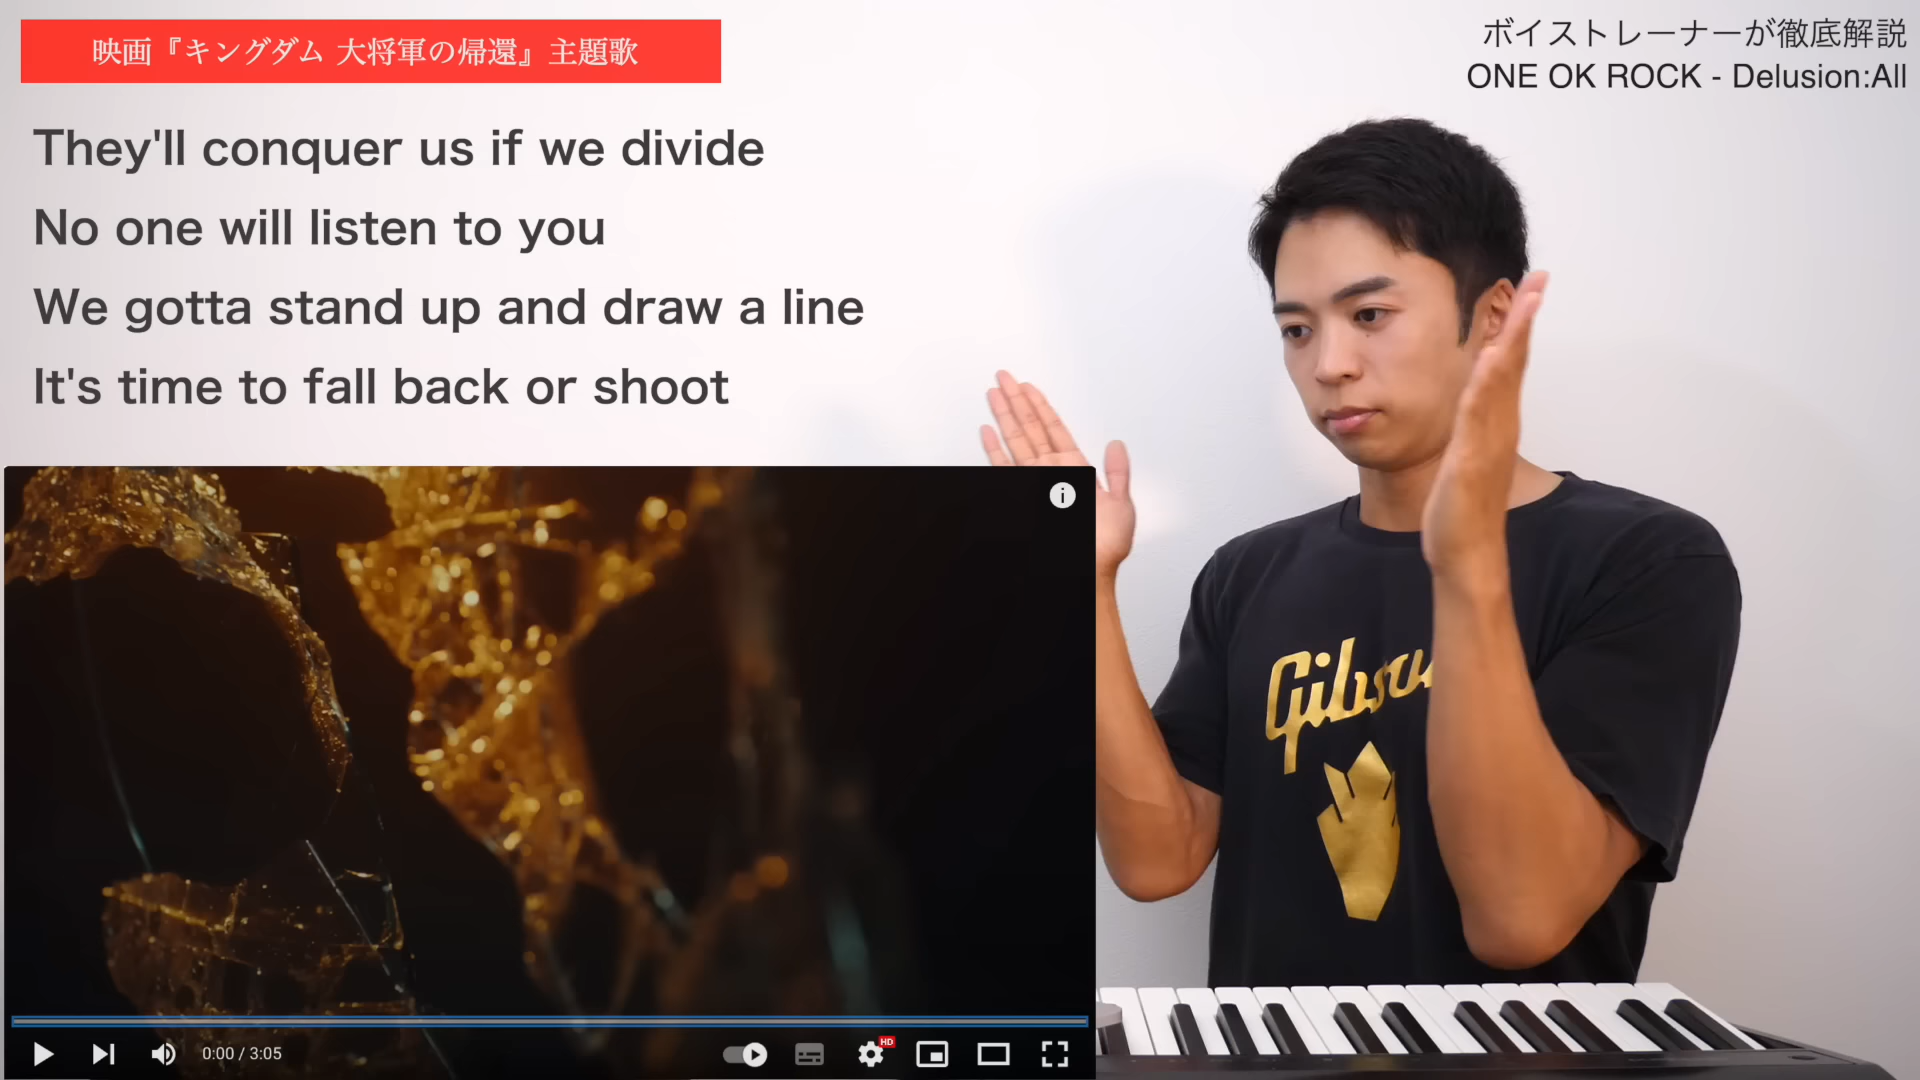 映画『キングダム 大将軍の帰還』主題歌
ボイストレーナーが徹底解説
ONE OK ROCK - Delusion:All
They'll conquer us if we divide
No one will listen to you
We gotta stand up and draw a line
It's time to fall back or shoot
Gibson
0:00 / 3:05
HD